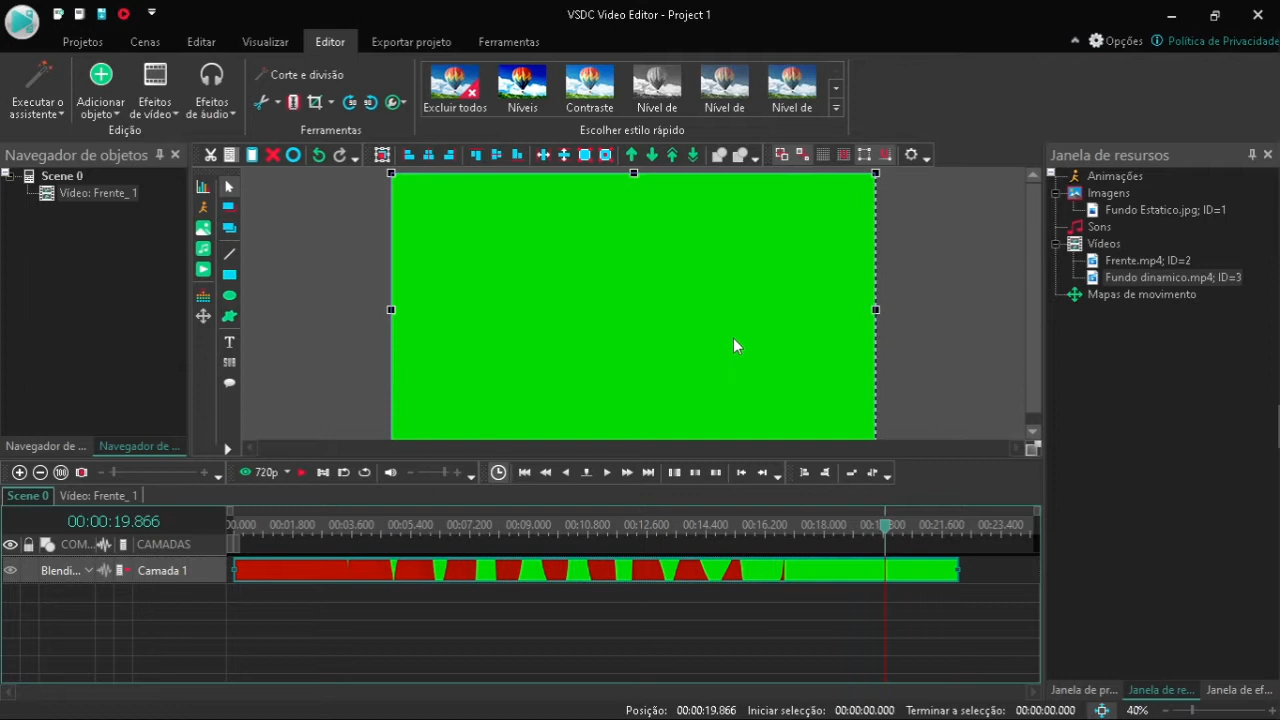 VSDC Video Editor - Project 1
Projetos Cenas Editar Visualizar Editor Exportar projeto Ferramentas
Opções Política de Privacidade
Executar o assistente
Adicionar objeto
Efeitos de vídeo
Efeitos de áudio
Edição
Corte e divisão
Ferramentas
Excluir todos Níveis Contraste Nível de Nível de Nível de
Escolher estilo rápido
Navegador de objetos
Scene 0
Vídeo: Frente_ 1
Navegador de ... Navegador de ...
T
Janela de recursos
Animações
Imagens
Fundo Estatico.jpg; ID=1
Sons
Vídeos
Frente.mp4; ID=2
Fundo dinamico.mp4; ID=3
Mapas de movimento
720p
Scene 0 Vídeo: Frente_ 1
00:00:19.866
0.000 00:01.800 00:03.600 00:05.400 00:07.200 00:09.000 00:10.800 00:12.600 00:14.400 00:16.200 00:18.000 00:21.600 00:23.400
COM... CAMADAS
Blendi... Camada 1
Janela de pr... Janela de re... Janela de ef...
Posição: 00:00:19.866 Iniciar selecção: 00:00:00.000 Terminar a selecção: 00:00:00.000 40%